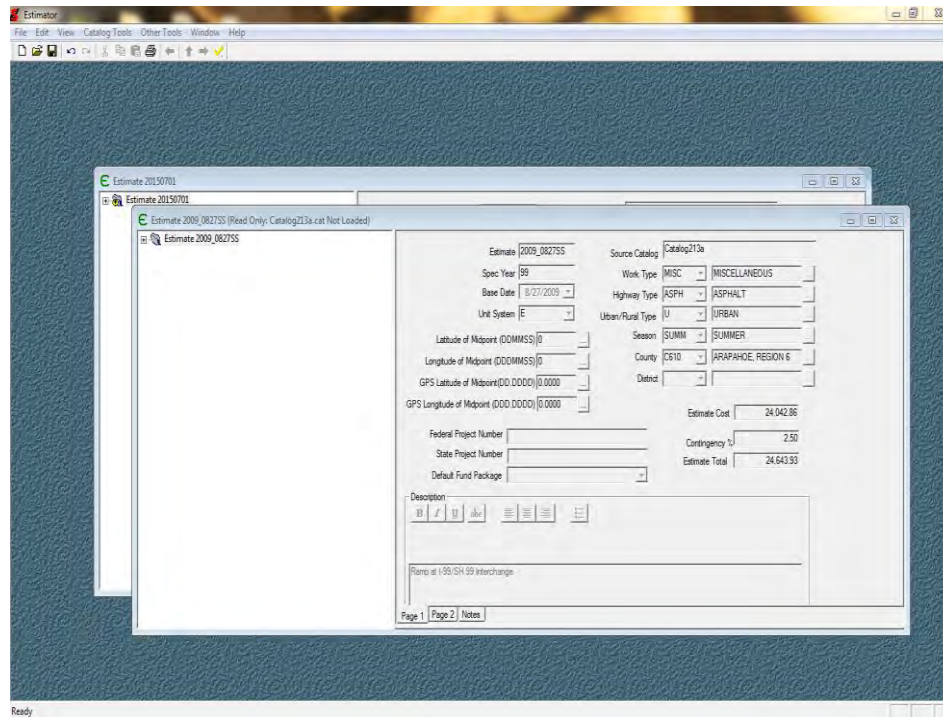 Estimator
File Edit View Catalog Tools Other Tools Window Help
Estimate 20150701
Estimate 20150701
Estimate 2009_0827SS (Read Only: Catalog213a.cat Not Loaded)
Estimate 2009_0827SS
Estimate 2009_0827SS Source Catalog Catalog213a
Spec Year 99 Work Type MISC MISCELLANEOUS
Base Date 8/27/2009 Highway Type ASPH ASPHALT
Unit System E Urban/Rural Type U URBAN
Season SUMM SUMMER
Latitude of Midpoint (DDMMSS) 0
County C610 ARAPAHOE, REGION 6
Longitude of Midpoint (DDDMMSS) 0
District
GPS Latitude of Midpoint(DD.DDDD) 0.0000
GPS Longitude of Midpoint (DDD.DDDD) 0.0000
Estimate Cost 24,042.86
Federal Project Number
Contingency % 2.50
State Project Number
Estimate Total 24,643.93
Default Fund Package
Description
B I U abc
Ramp at I-99/SH 99 Interchange
Page 1 Page 2 Notes
Ready